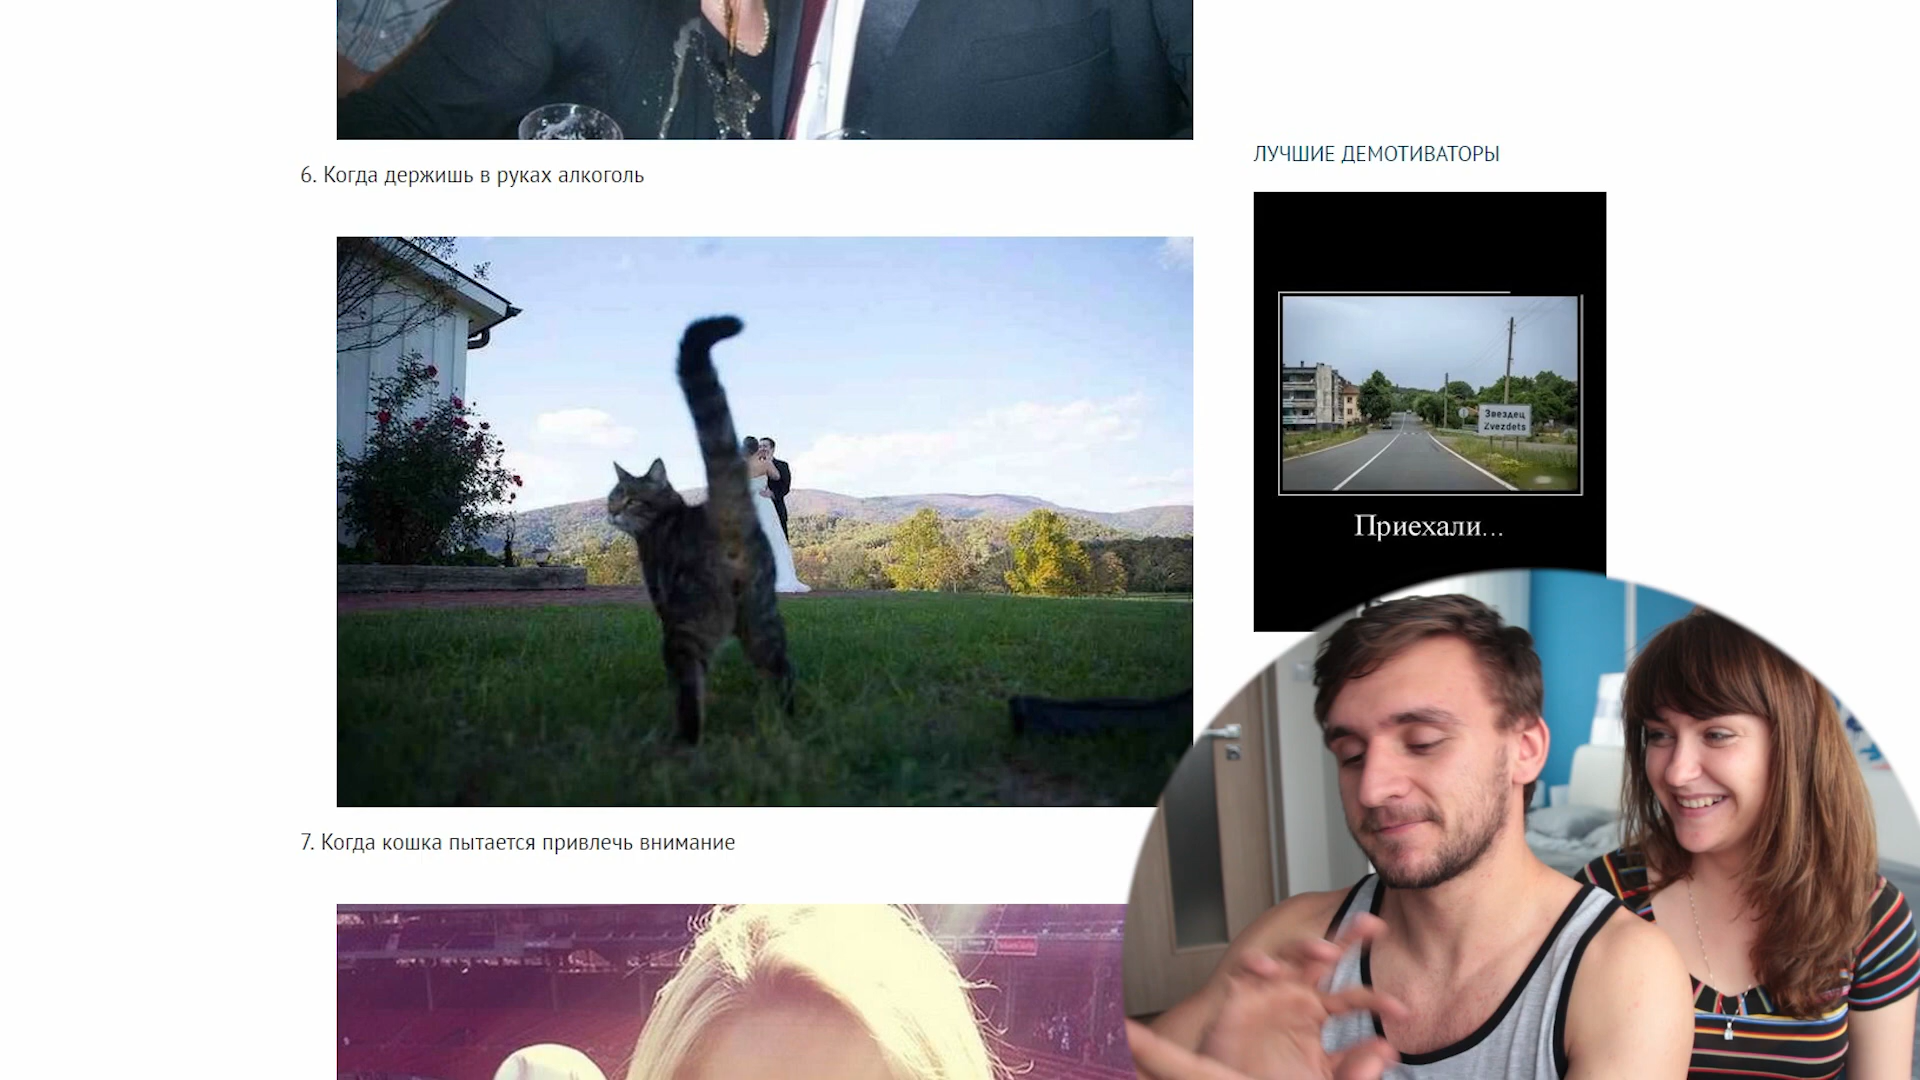 ЛУЧШИЕ ДЕМОТИВАТОРЫ
6. Когда держишь в руках алкоголь
Звездец
Zvezdets
Приехали...
7. Когда кошка пытается привлечь внимание